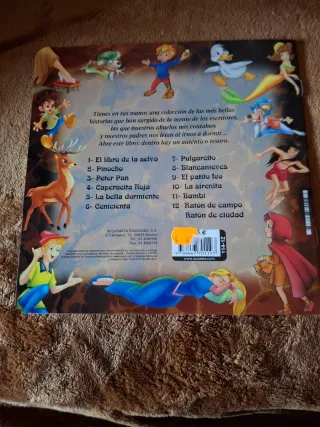 Tienes en tus manos una colección de las más bellas
historias que han surgido de la mente de los escritores,
las que nuestros abuelos nos contaban
y nuestros padres nos leían al irnos a dormir...
Abre este libro: dentro hay un auténtico tesoro.
1- El libro de la selva
2- Pinocho
3- Peter Pan
4- Caperucita Roja
5- La bella durmiente
6- Cenicienta
7- Pulgarcito
8- Blancanieves
9- El patito feo
10- La sirenita
11- Bambi
12- Ratón de campo
Ratón de ciudad
SUSAETA EDICIONES, S.A.